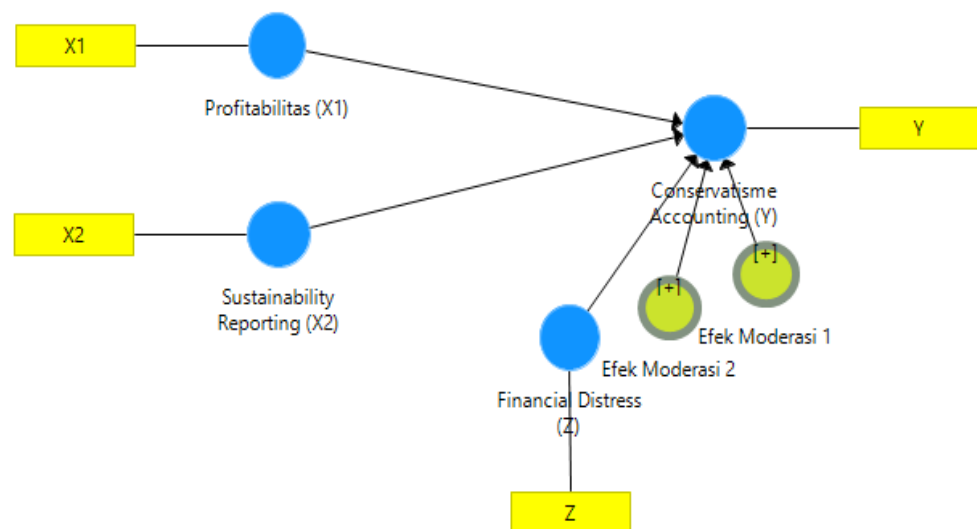 X1
Profitabilitas (X1)
Y
Conservatisme
Accounting (Y)
X2
Sustainability
Reporting (X2)
[+]
[+]
Efek Moderasi 1
Efek Moderasi 2
Financial Distress
(Z)
Z